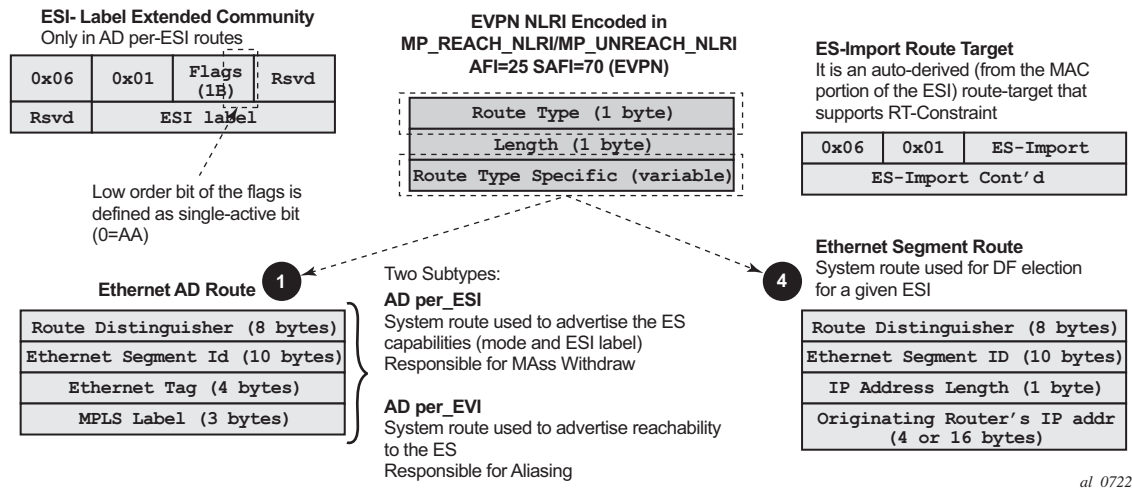 ESI- Label Extended Community
Only in AD per-ESI routes
0x06 0x01 Flags (1B) Rsvd
Rsvd ESI label
Low order bit of the flags is
defined as single-active bit
(0=AA)
EVPN NLRI Encoded in
MP_REACH_NLRI/MP_UNREACH_NLRI
AFI=25 SAFI=70 (EVPN)
Route Type (1 byte)
Length (1 byte)
Route Type Specific (variable)
ES-Import Route Target
It is an auto-derived (from the MAC
portion of the ESI) route-target that
supports RT-Constraint
0x06 0x01 ES-Import
ES-Import Cont'd
Ethernet AD Route 1
Route Distinguisher (8 bytes)
Ethernet Segment Id (10 bytes)
Ethernet Tag (4 bytes)
MPLS Label (3 bytes)
Two Subtypes:
AD per_ESI
System route used to advertise the ES
capabilities (mode and ESI label)
Responsible for MAss Withdraw
AD per_EVI
System route used to advertise reachability
to the ES
Responsible for Aliasing
4
Ethernet Segment Route
System route used for DF election
for a given ESI
Route Distinguisher (8 bytes)
Ethernet Segment ID (10 bytes)
IP Address Length (1 byte)
Originating Router's IP addr
(4 or 16 bytes)
al_0722